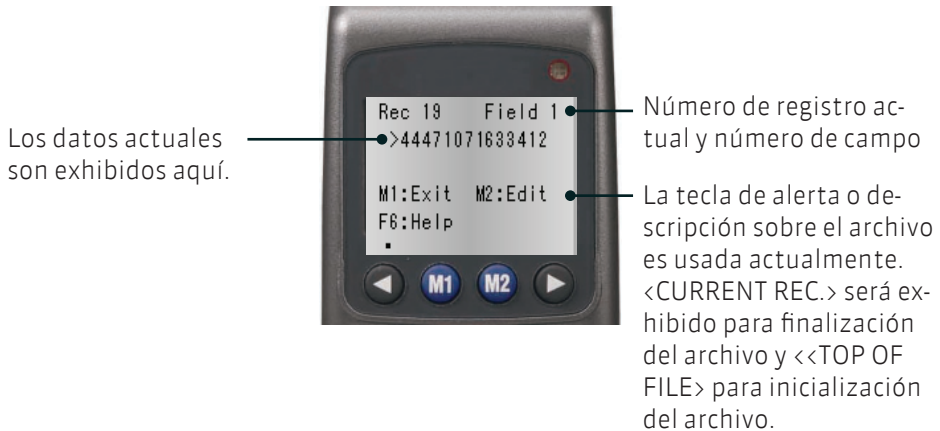 Los datos actuales
son exhibidos aquí.
Rec 19 Field 1
>44471071633412
M1:Exit M2:Edit
F6:Help
M1 M2
Número de registro ac-
tual y número de campo
La tecla de alerta o de-
scripción sobre el archivo
es usada actualmente.
<CURRENT REC.> será ex-
hibido para finalización
del archivo y <<TOP OF
FILE> para inicialización
del archivo.